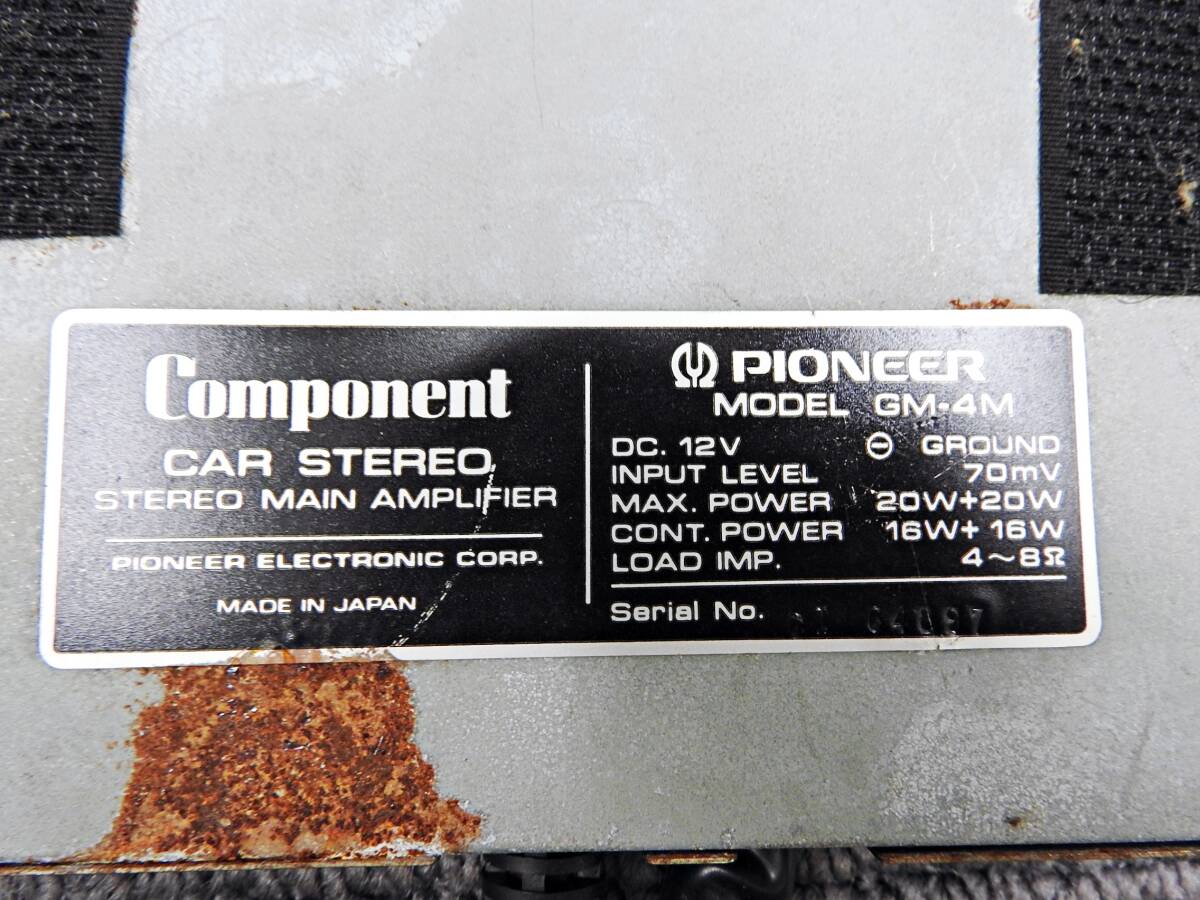 Component
CAR STEREO
STEREO MAIN AMPLIFIER
PIONEER ELECTRONIC CORP.
MADE IN JAPAN
PIONEER
MODEL GM-4M
DC. 12V ⊖ GROUND
INPUT LEVEL 70mV
MAX. POWER 20W+20W
CONT. POWER 16W+16W
LOAD IMP. 4~8Ω
Serial No.